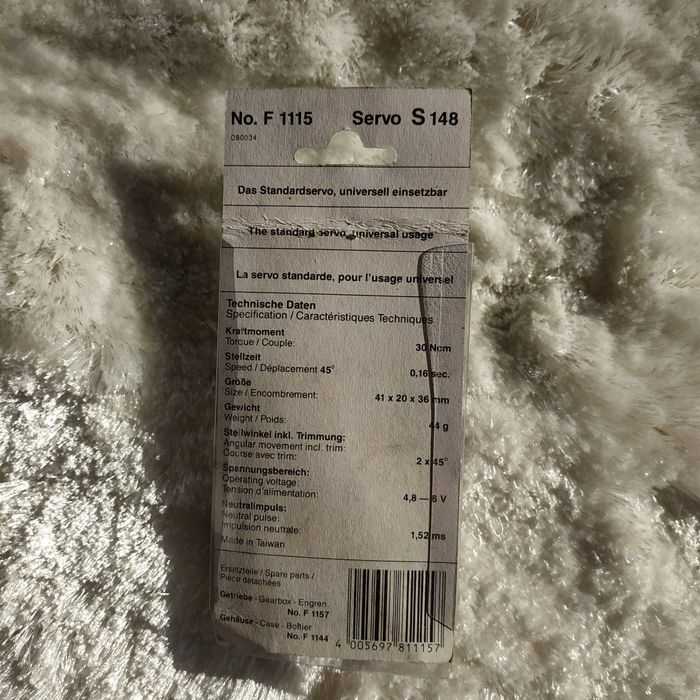 No. F 1115 Servo S 148
D60034
Das Standardservo, universell einsetzbar
The standard servo, universal usage
La servo standarde, pour l'usage universiel
Technische Daten
Specification / Caractéristiques Techniques
Kraftmoment
Torque / Couple: 30 Ncm
Stellzeit
Speed / Déplacement 45° 0,16 sec.
Größe
Size / Encombrement: 41 x 20 x 36 mm
Gewicht
Weight / Poids: 44 g
Stellwinkel inkl. Trimmung:
Angular movement incl. trim:
Course avec trim: 2 x 45°
Spannungsbereich:
Operating voltage:
Tension d'alimentation: 4,8 — 6 V
Neutralimpuls:
Neutral pulse:
Impulsion neutrale: 1,52 ms
Made in Taiwan
Ersatzteile / Spare parts /
Pièce détachées
Getriebe - Gearbox - Engren
No. F 1157
Gehäuse - Case - Boîtier
No. F 1144
4 005697 811157